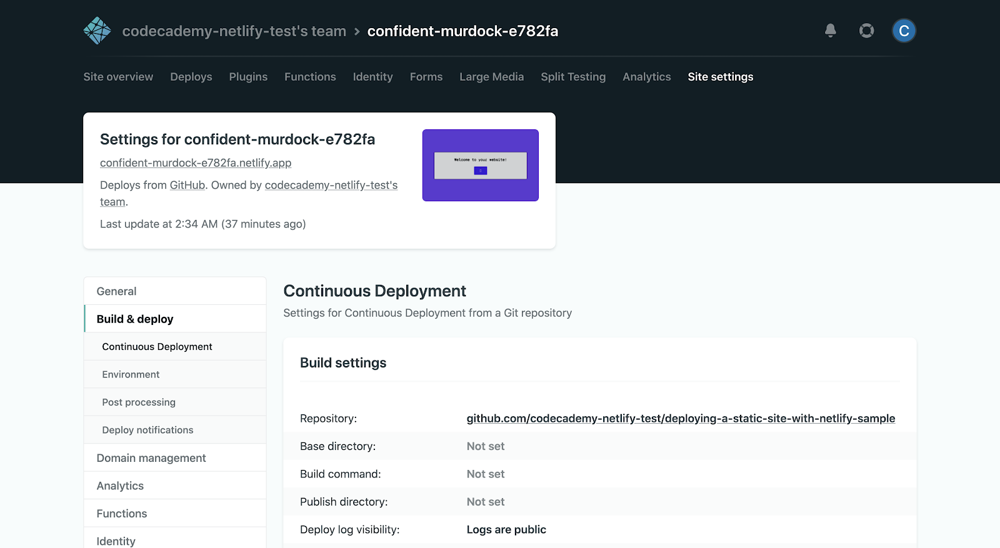 codecademy-netlify-test's team > confident-murdock-e782fa
C
Site overview Deploys Plugins Functions Identity Forms Large Media Split Testing Analytics Site settings
Settings for confident-murdock-e782fa
confident-murdock-e782fa.netlify.app
Deploys from GitHub. Owned by codecademy-netlify-test's
team.
Last update at 2:34 AM (37 minutes ago)
Welcome to your website!
General
Build & deploy
Continuous Deployment
Environment
Post processing
Deploy notifications
Domain management
Analytics
Functions
Identity
Continuous Deployment
Settings for Continuous Deployment from a Git repository
Build settings
Repository: github.com/codecademy-netlify-test/deploying-a-static-site-with-netlify-sample
Base directory: Not set
Build command: Not set
Publish directory: Not set
Deploy log visibility: Logs are public